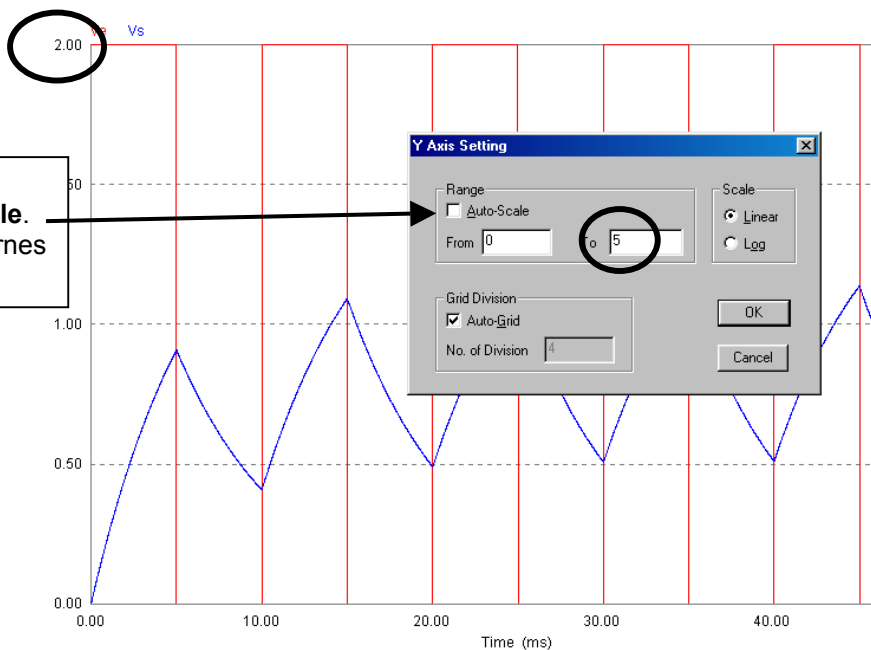 Vs
2.00
Y Axis Setting
le.
rnes
Range
Auto-Scale
From 0
5
Scale
Linear
Log
1.00
Grid Division
Auto-Grid
No. of Division 4
OK
Cancel
0.50
0.00
0.00 10.00 20.00 30.00 40.00
Time (ms)